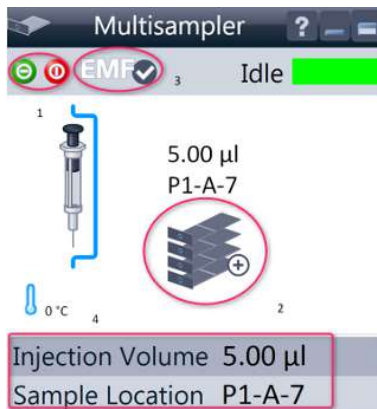 Multisampler ?
EMF 3 Idle
1
5.00 µl
P1-A-7
0 °C 4 2
Injection Volume 5.00 µl
Sample Location P1-A-7